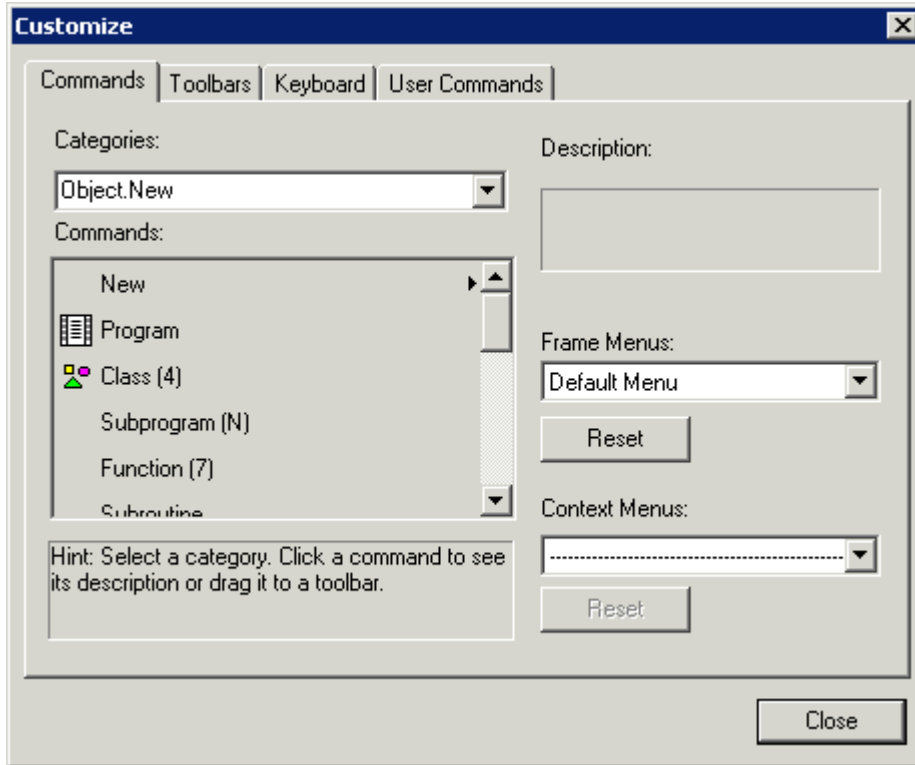 Customize
Commands Toolbars Keyboard User Commands
Categories:
Object.New
Commands:
New
Program
Class (4)
Subprogram (N)
Function (7)
Subroutine
Hint: Select a category. Click a command to see
its description or drag it to a toolbar.
Description:
Frame Menus:
Default Menu
Reset
Context Menus:
Reset
Close